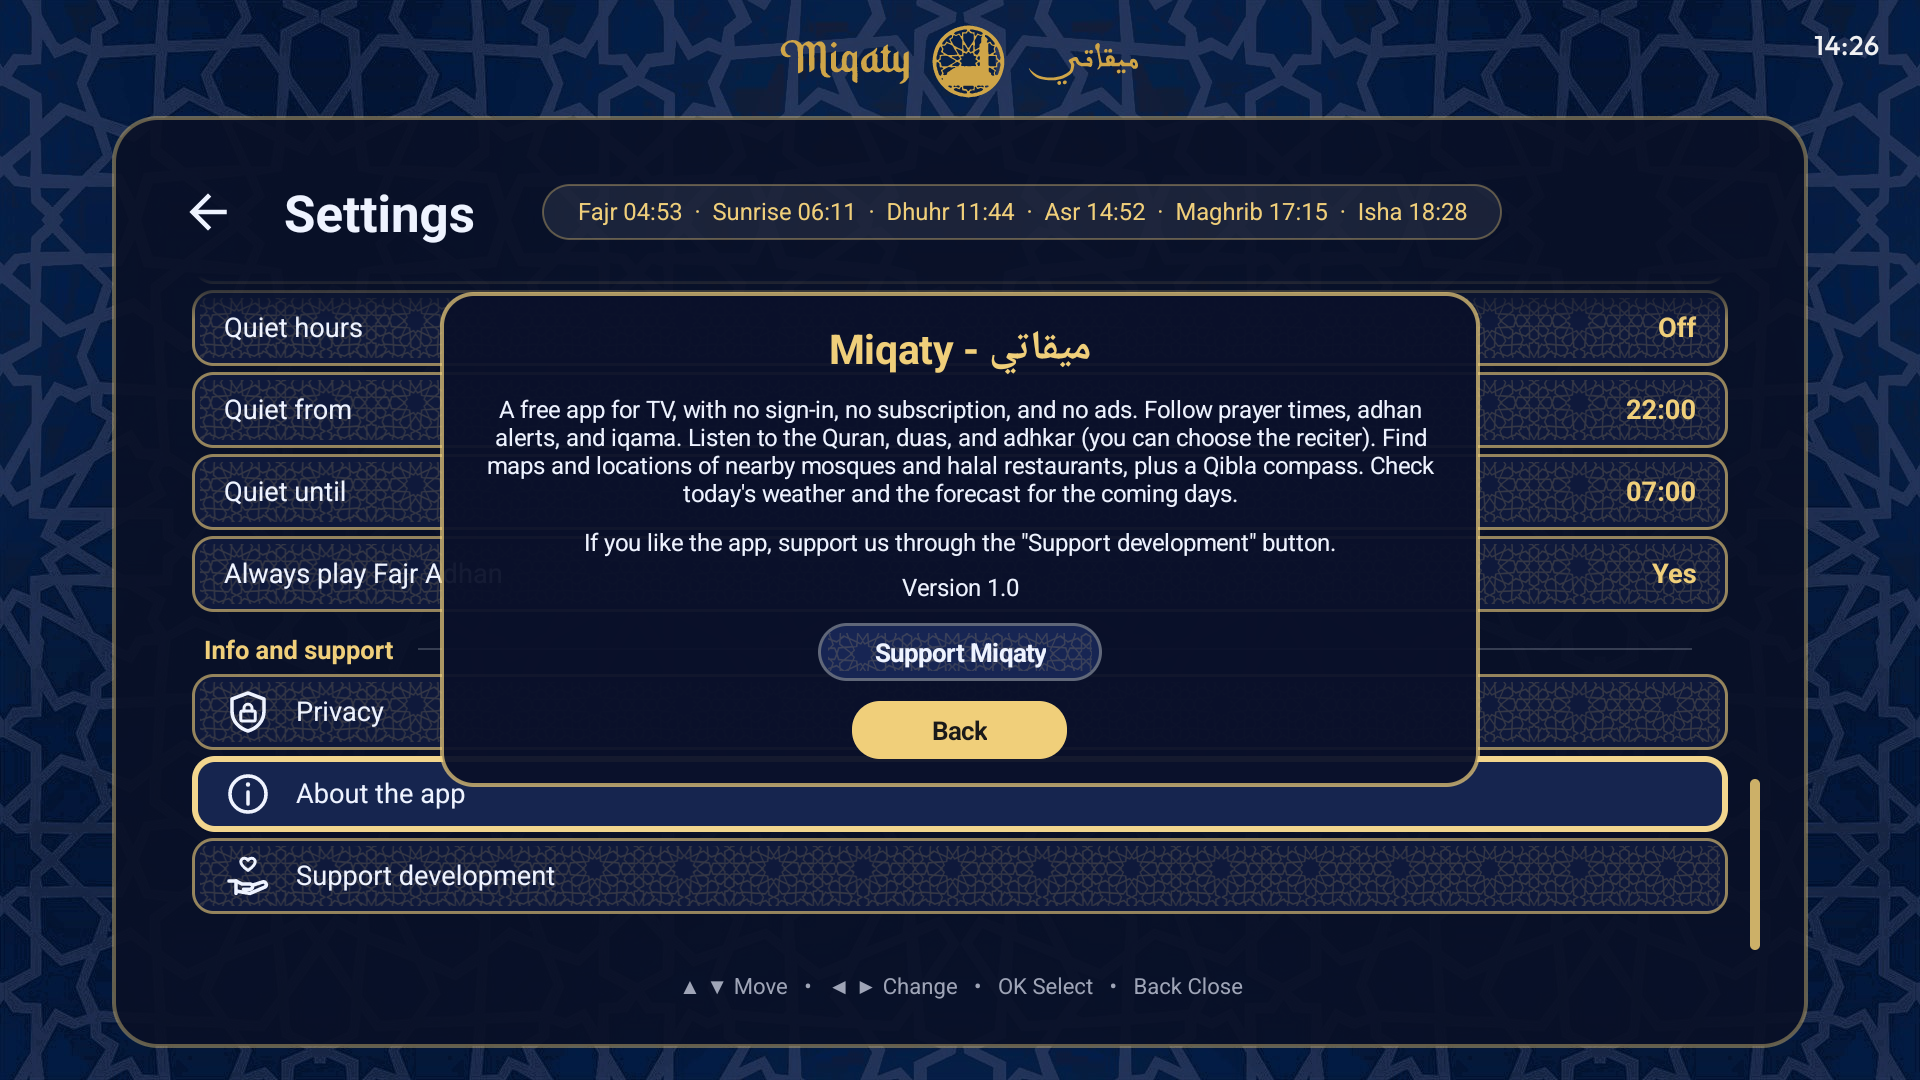 Miqaty ميقاتي
14:26
Settings
Fajr 04:53 · Sunrise 06:11 · Dhuhr 11:44 · Asr 14:52 · Maghrib 17:15 · Isha 18:28
Quiet hours Off
Quiet from 22:00
Quiet until 07:00
Always play Fajr Adhan Yes
Info and support
Privacy
About the app
Support development
Miqaty - ميقاتي
A free app for TV, with no sign-in, no subscription, and no ads. Follow prayer times, adhan
alerts, and iqama. Listen to the Quran, duas, and adhkar (you can choose the reciter). Find
maps and locations of nearby mosques and halal restaurants, plus a Qibla compass. Check
today's weather and the forecast for the coming days.
If you like the app, support us through the "Support development" button.
Version 1.0
Support Miqaty
Back
▲ ▼ Move • ◄ ► Change • OK Select • Back Close